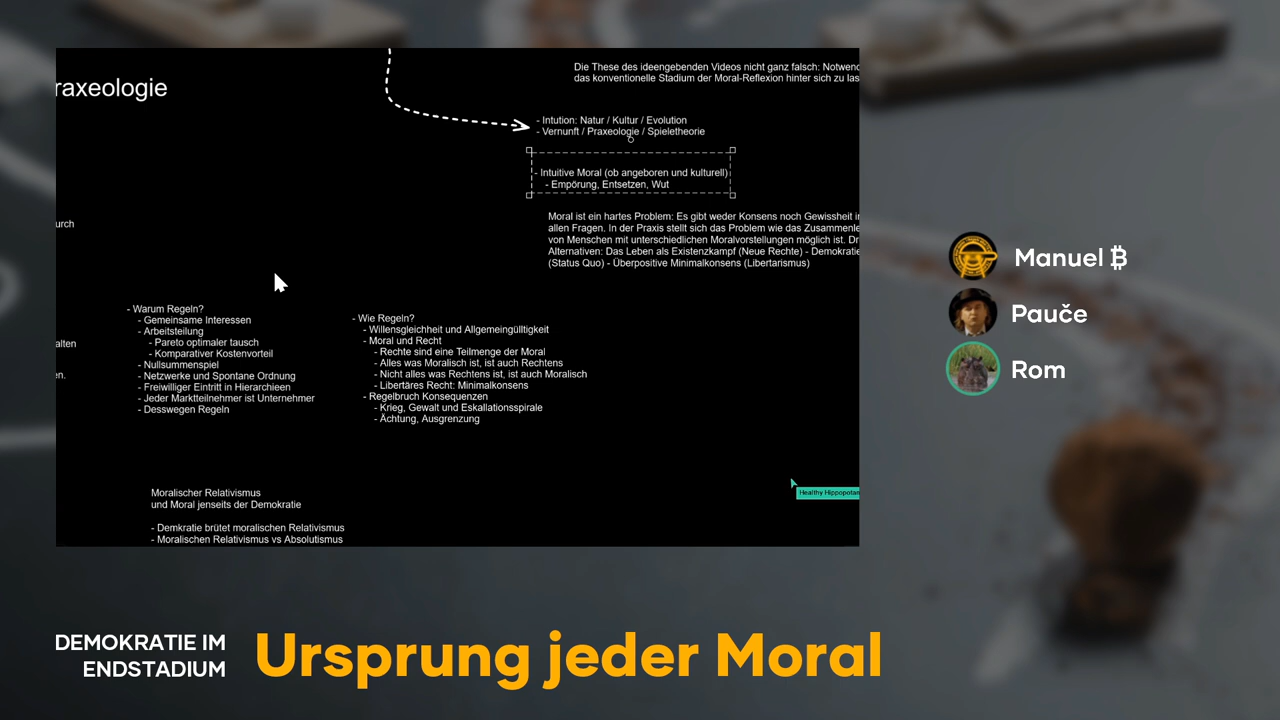 raxeologie
Die These des ideengebenden Videos nicht ganz falsch: Notwend
das konventionelle Stadium der Moral-Reflexion hinter sich zu las
- Intution: Natur / Kultur / Evolution
- Vernunft / Praxeologie / Spieletheorie
- Intuitive Moral (ob angeboren und kulturell)
- Empörung, Entsetzen, Wut
Moral ist ein hartes Problem: Es gibt weder Konsens noch Gewissheit in
allen Fragen. In der Praxis stellt sich das Problem wie das Zusammenle
von Menschen mit unterschiedlichen Moralvorstellungen möglich ist. Dr
Alternativen: Das Leben als Existenzkampf (Neue Rechte) - Demokratie
(Status Quo) - Überpositive Minimalkonsens (Libertarismus)
urch
alten
en.
- Warum Regeln?
- Gemeinsame Interessen
- Arbeitsteilung
- Pareto optimaler tausch
- Komparativer Kostenvorteil
- Nullsummenspiel
- Netzwerke und Spontane Ordnung
- Freiwilliger Eintritt in Hierarchieen
- Jeder Marktteilnehmer ist Unternehmer
- Desswegen Regeln
- Wie Regeln?
- Willensgleichheit und Allgemeingülltigkeit
- Moral und Recht
- Rechte sind eine Teilmenge der Moral
- Alles was Moralisch ist, ist auch Rechtens
- Nicht alles was Rechtens ist, ist auch Moralisch
- Libertäres Recht: Minimalkonsens
- Regelbruch Konsequenzen
- Krieg, Gewalt und Eskallationsspirale
- Ächtung, Ausgrenzung
Moralischer Relativismus
und Moral jenseits der Demokratie
- Demkratie brütet moralischen Relativismus
- Moralischen Relativismus vs Absolutismus
Healthy Hippopotam
Manuel ₿
Pauče
Rom
DEMOKRATIE IM
ENDSTADIUM
Ursprung jeder Moral